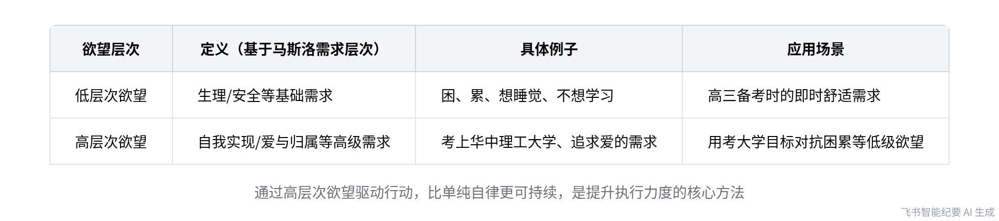 欲望层次 定义（基于马斯洛需求层次） 具体例子 应用场景
低层次欲望 生理/安全等基础需求 困、累、想睡觉、不想学习 高三备考时的即时舒适需求
高层次欲望 自我实现/爱与归属等高级需求 考上华中理工大学、追求爱的需求 用考大学目标对抗困累等低级欲望
通过高层次欲望驱动行动，比单纯自律更可持续，是提升执行力度的核心方法
飞书智能纪要 AI 生成